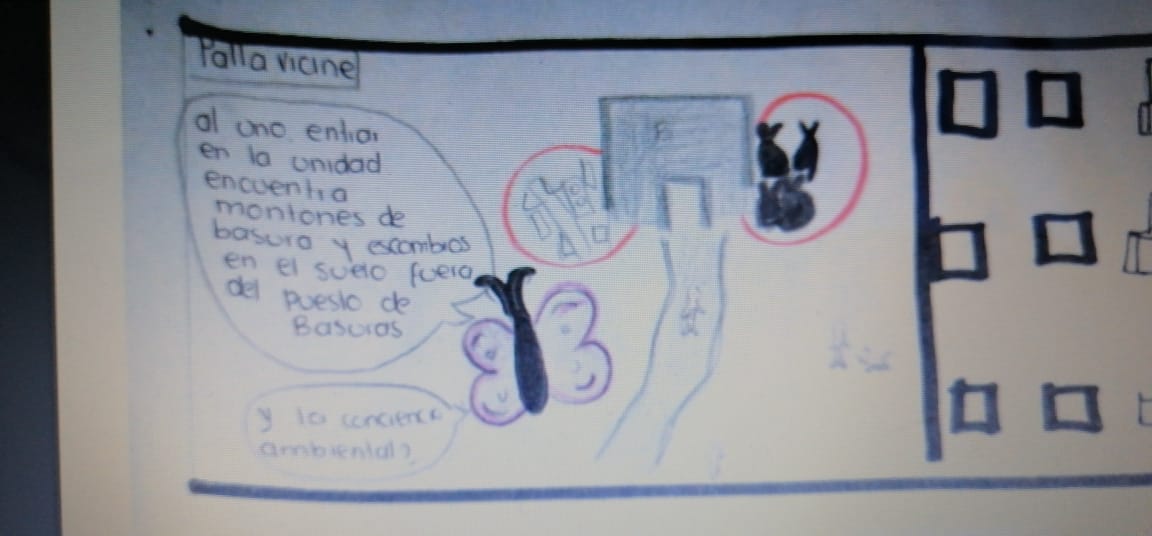 Palla vicine
al uno entrar
en la unidad
encuentra
montones de
basura y escombros
en el suelo fuera
del puesto de
Basuras
y la conciencia
ambiental?